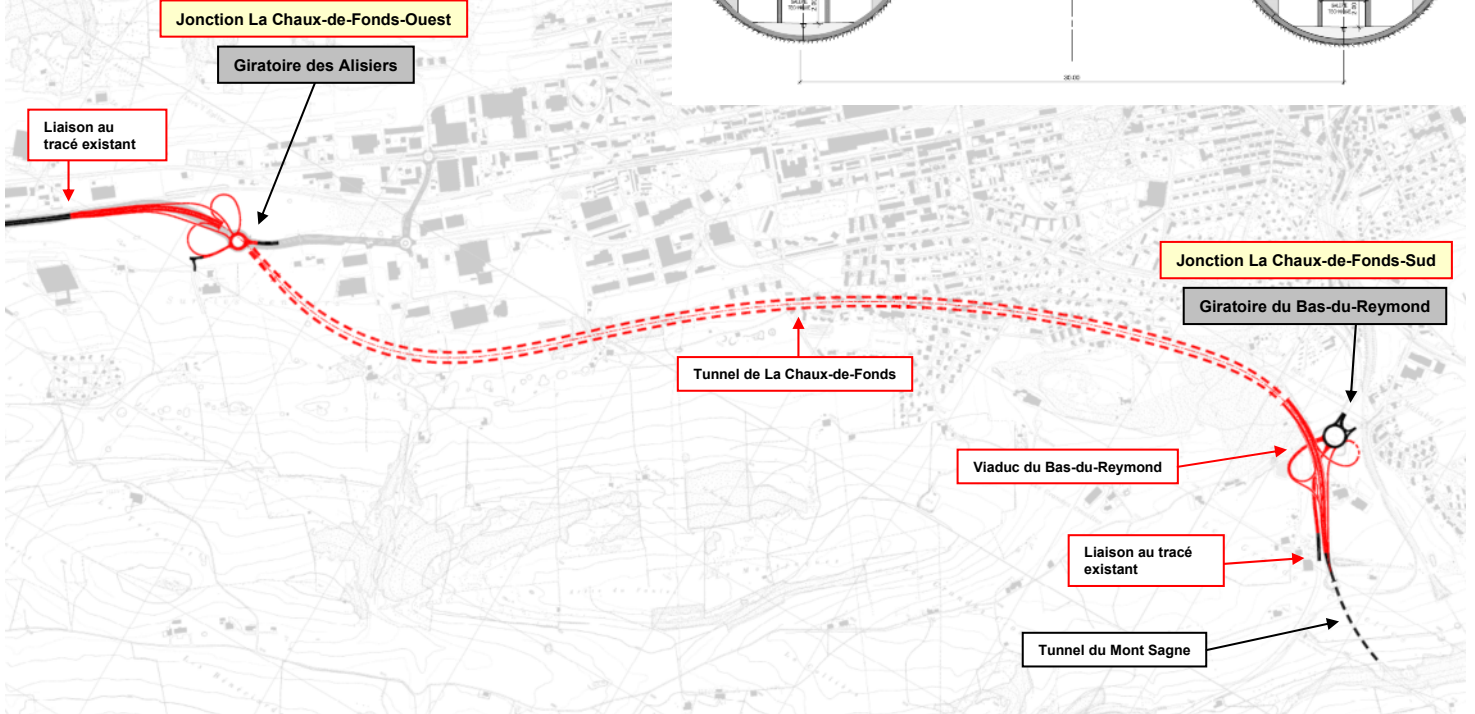 Jonction La Chaux-de-Fonds-Ouest
Giratoire des Alisiers
Liaison au
tracé existant
30.00
Jonction La Chaux-de-Fonds-Sud
Giratoire du Bas-du-Reymond
Tunnel de La Chaux-de-Fonds
Viaduc du Bas-du-Reymond
Liaison au tracé
existant
Tunnel du Mont Sagne